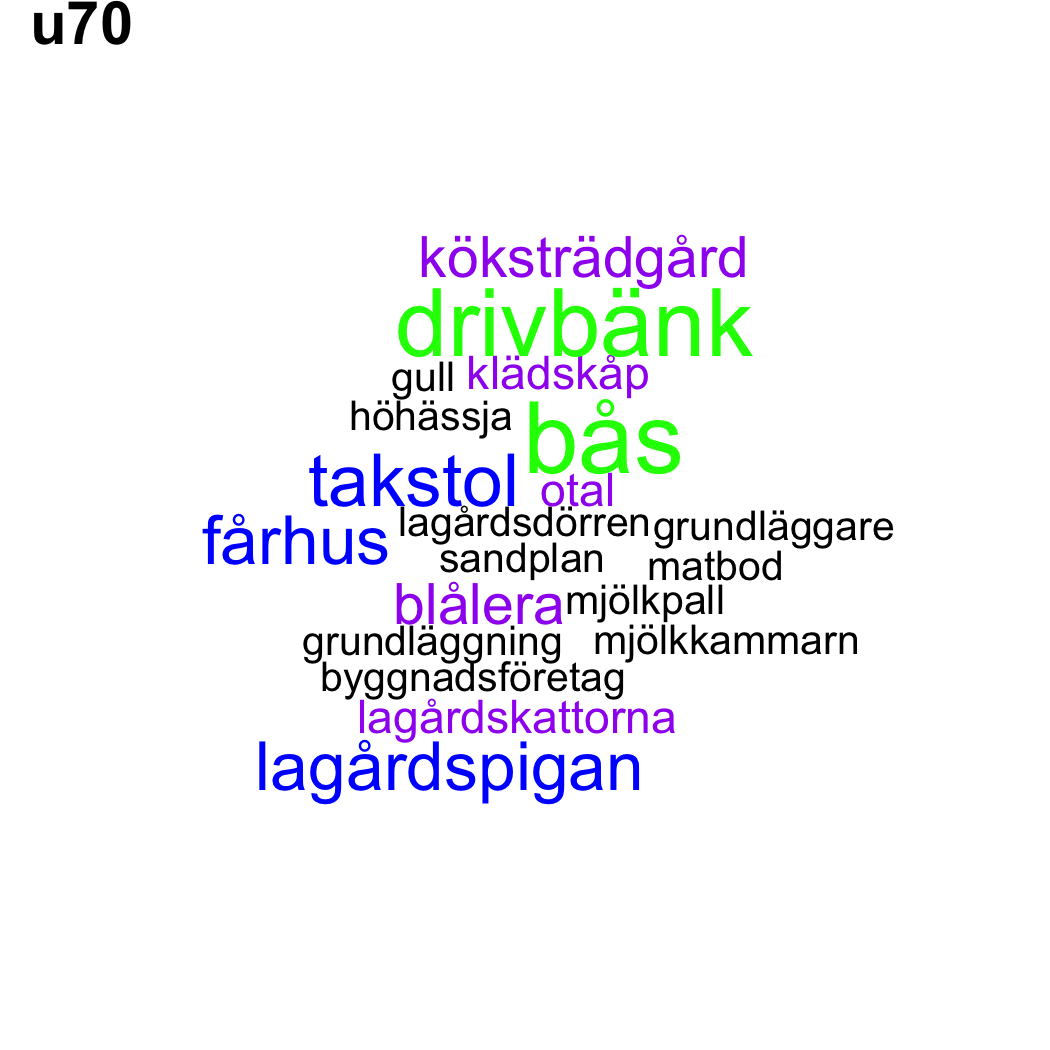 u70
köksträdgård
drivbänk
gull klädskåp
höhässja bås
takstol otal
fårhus lagårdsdörren grundläggare
sandplan matbod
blålera mjölkpall
grundläggning mjölkkammarn
byggnadsföretag
lagårdskattorna
lagårdspigan